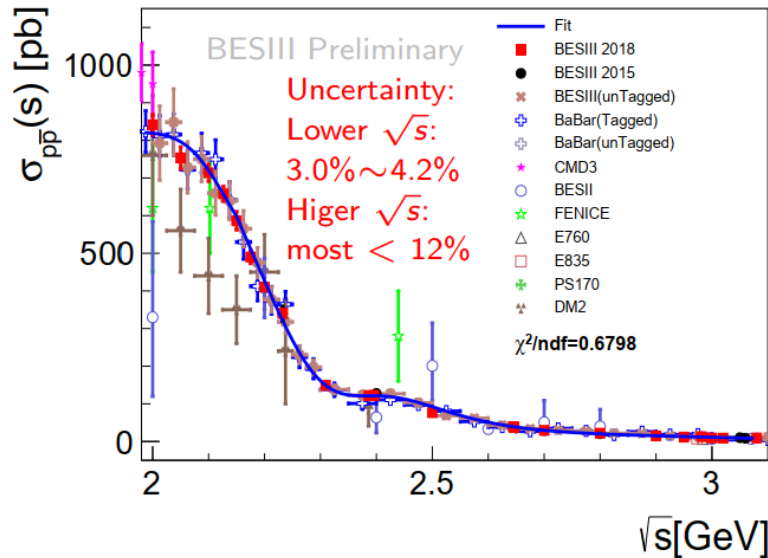 σpp̅(s) [pb]
1000
500
0
2
2.5
3
√s[GeV]
BESIII Preliminary
Uncertainty:
Lower √s:
3.0%∼4.2%
Higer √s:
most < 12%
Fit
BESIII 2018
BESIII 2015
BESIII(unTagged)
BaBar(Tagged)
BaBar(unTagged)
CMD3
BESII
FENICE
E760
E835
PS170
DM2
χ²/ndf=0.6798